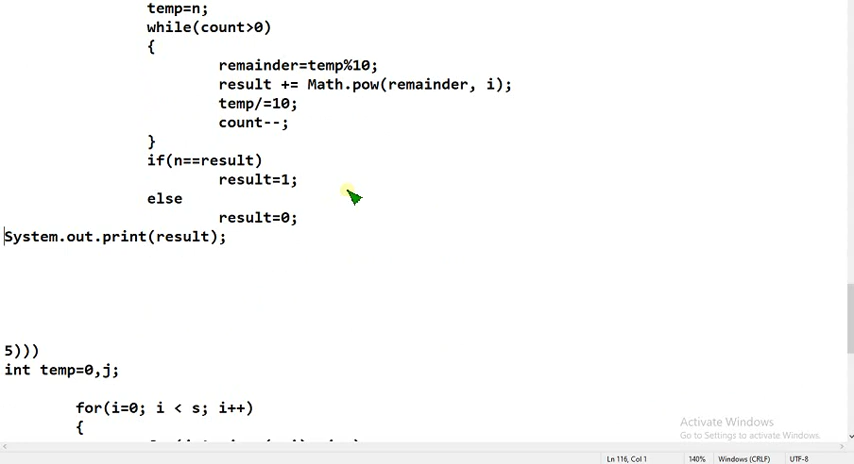 temp=n;
while(count>0)
{
remainder=temp%10;
result += Math.pow(remainder, i);
temp/=10;
count--;
}
if(n==result)
result=1;
else
result=0;
System.out.print(result);
5)))
int temp=0,j;
for(i=0; i < s; i++)
{
Activate Windows
Go to Settings to activate Windows.
Ln 116, Col 1
140%
Windows (CRLF)
UTF-8